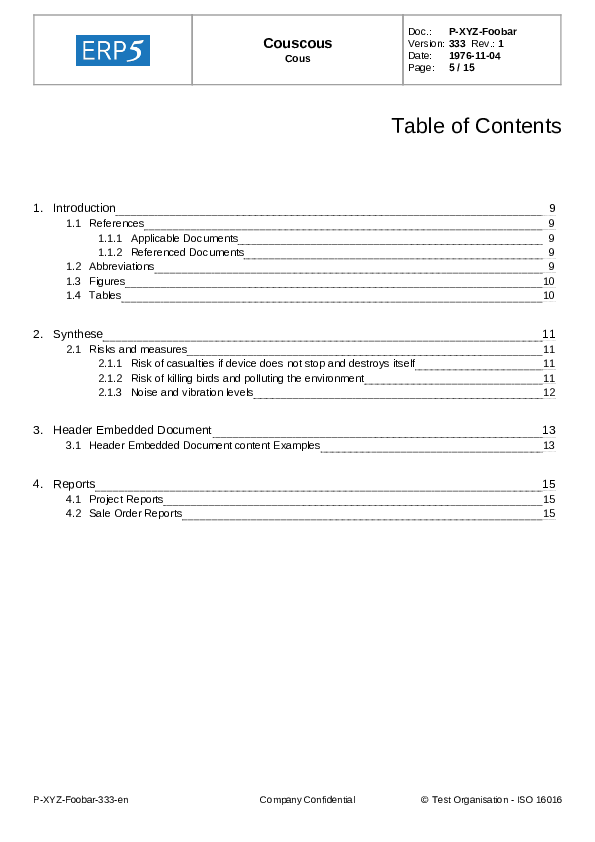 ERP5
Couscous
Cous
Doc.: P-XYZ-Foobar
Version: 333 Rev.: 1
Date: 1976-11-04
Page: 5 / 15
Table of Contents
1. Introduction 9
1.1 References 9
1.1.1 Applicable Documents 9
1.1.2 Referenced Documents 9
1.2 Abbreviations 9
1.3 Figures 10
1.4 Tables 10
2. Synthese 11
2.1 Risks and measures 11
2.1.1 Risk of casualties if device does not stop and destroys itself 11
2.1.2 Risk of killing birds and polluting the environment 11
2.1.3 Noise and vibration levels 12
3. Header Embedded Document 13
3.1 Header Embedded Document content Examples 13
4. Reports 15
4.1 Project Reports 15
4.2 Sale Order Reports 15
P-XYZ-Foobar-333-en Company Confidential © Test Organisation - ISO 16016